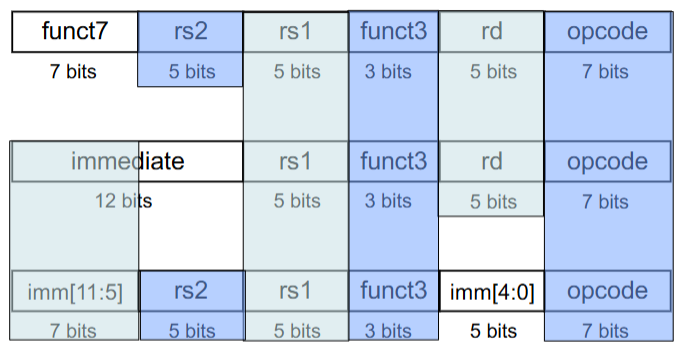 funct7 rs2 rs1 funct3 rd opcode
7 bits 5 bits 5 bits 3 bits 5 bits 7 bits
immediate rs1 funct3 rd opcode
12 bits 5 bits 3 bits 5 bits 7 bits
imm[11:5] rs2 rs1 funct3 imm[4:0] opcode
7 bits 5 bits 5 bits 3 bits 5 bits 7 bits